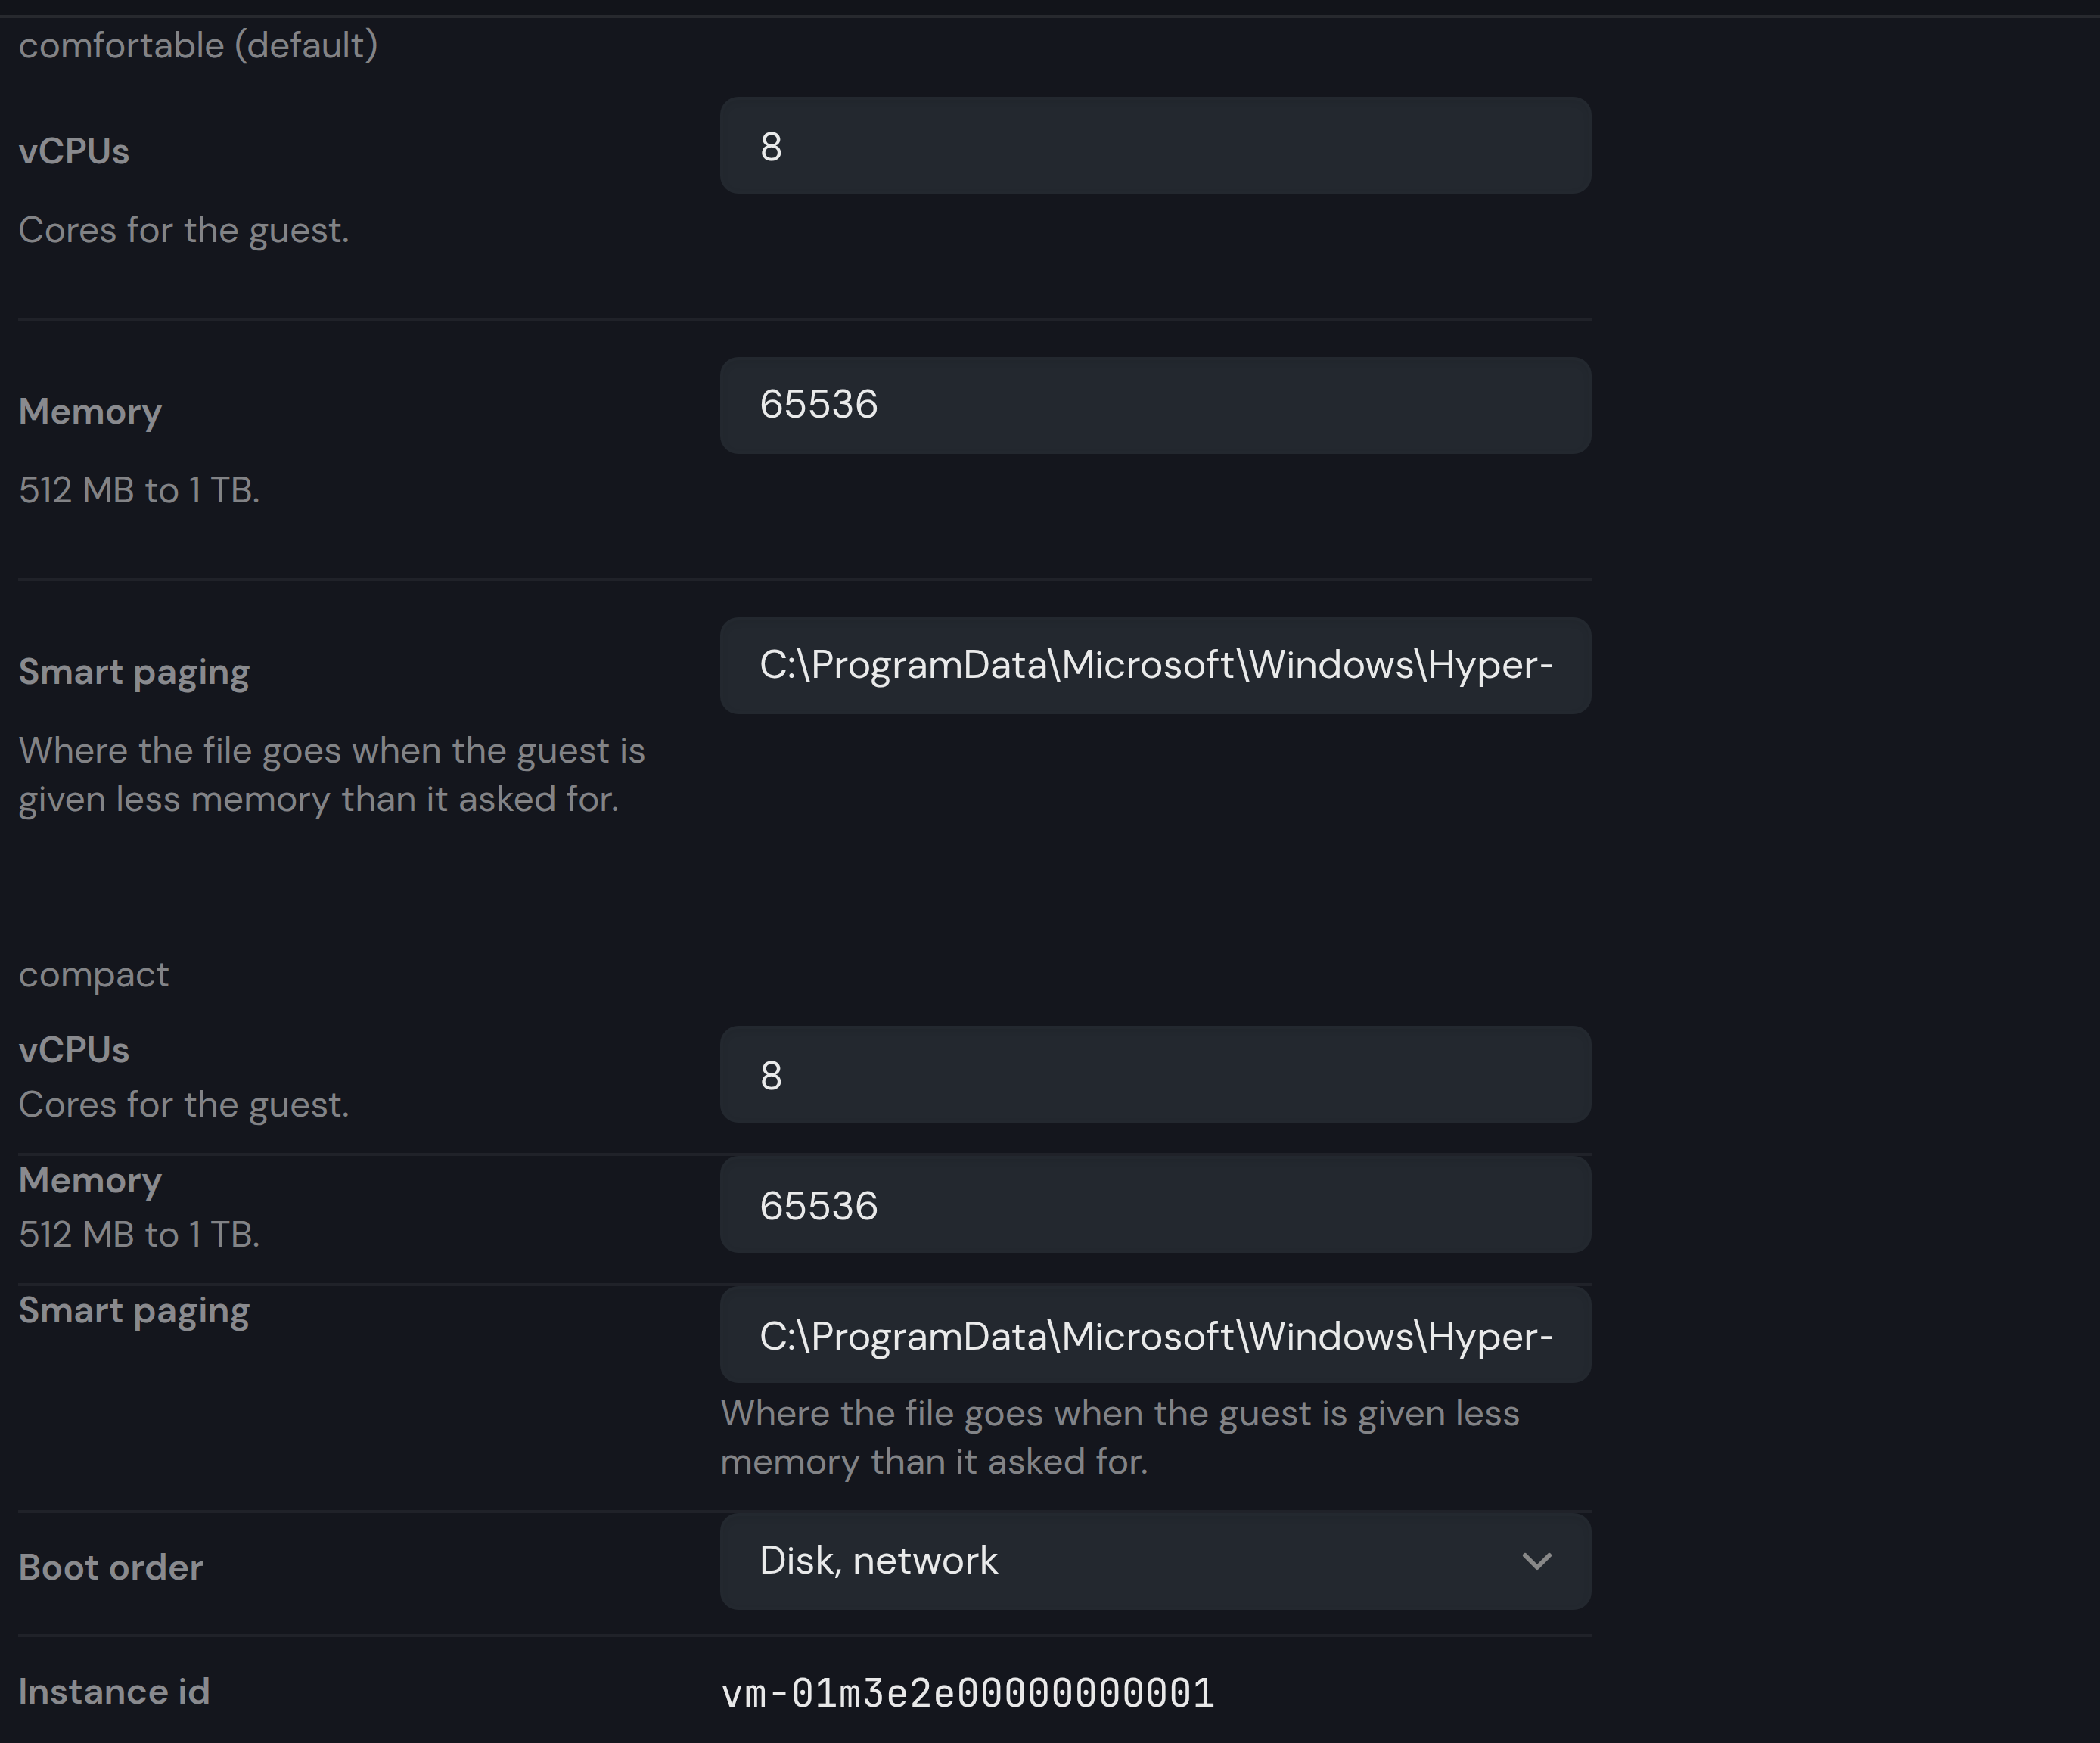 comfortable (default)
vCPUs
8
Cores for the guest.
Memory
65536
512 MB to 1 TB.
Smart paging
C:\ProgramData\Microsoft\Windows\Hyper-
Where the file goes when the guest is
given less memory than it asked for.
compact
vCPUs
8
Cores for the guest.
Memory
65536
512 MB to 1 TB.
Smart paging
C:\ProgramData\Microsoft\Windows\Hyper-
Where the file goes when the guest is given less
memory than it asked for.
Boot order
Disk, network
Instance id
vm-01m3e2e00000000001